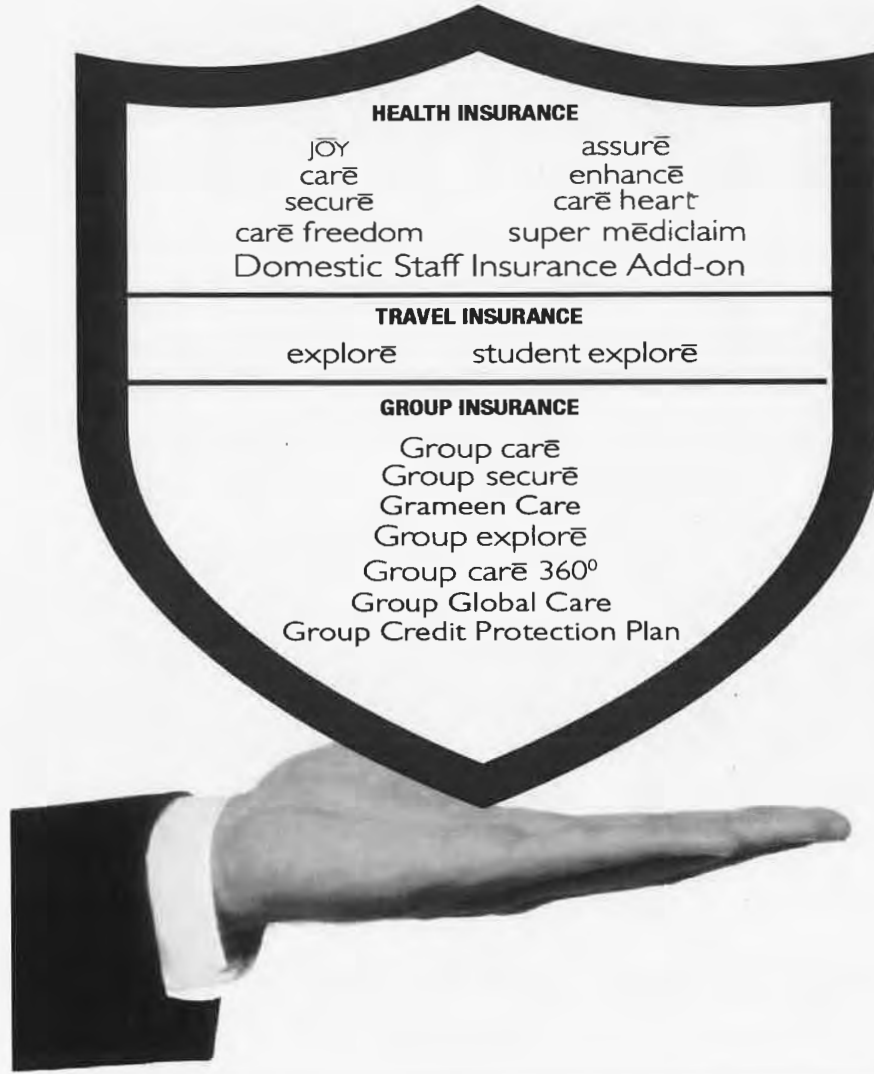 HEALTH INSURANCE
JŌY assurē
carē enhancē
securē carē heart
carē freedom super mēdiclaim
Domestic Staff Insurance Add-on
TRAVEL INSURANCE
explorē student explorē
GROUP INSURANCE
Group carē
Group securē
Grameen Care
Group explorē
Group carē 360⁰
Group Global Care
Group Credit Protection Plan